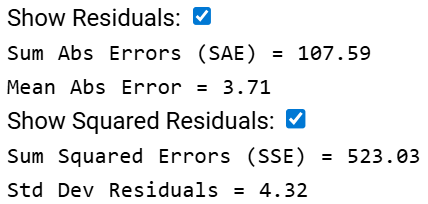 Show Residuals:
Sum Abs Errors (SAE) = 107.59
Mean Abs Error = 3.71
Show Squared Residuals:
Sum Squared Errors (SSE) = 523.03
Std Dev Residuals = 4.32